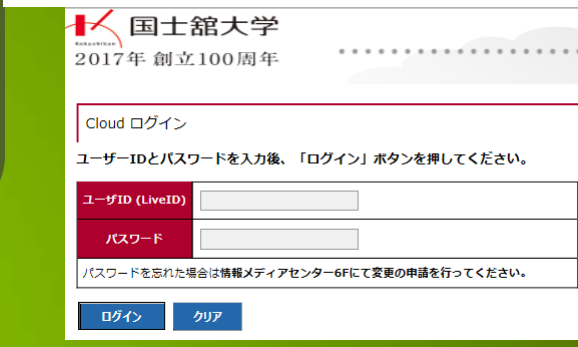 国士舘大学
2017年 創立100周年
Cloud ログイン
ユーザーIDとパスワードを入力後、「ログイン」ボタンを押してください。
ユーザID (LiveID)
パスワード
パスワードを忘れた場合は情報メディアセンター6Fにて変更の申請を行ってください。
ログイン クリア